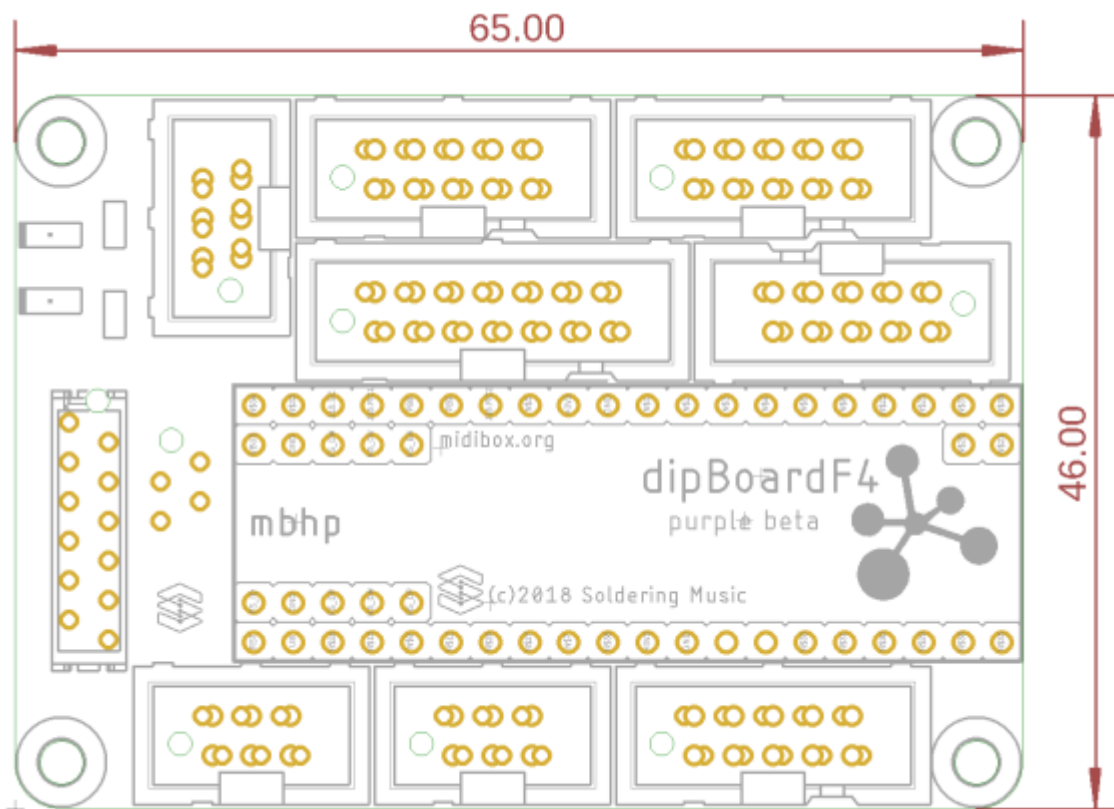 65.00
46.00
midibox.org
dipBoardF4
purple beta
mbhp
(c)2018 Soldering Music